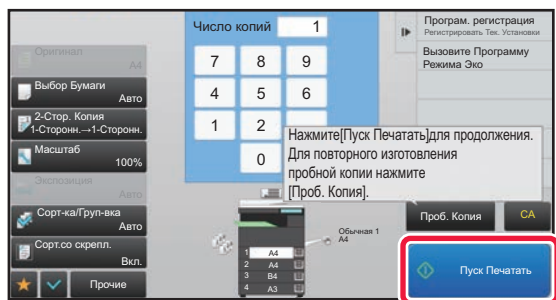 Число копий
1
Програм. регистрация
Регистрировать Тек. Установки
Вызовите Программу
Режима Эко
Оригинал
A4
Выбор Бумаги
Авто
2-Стор. Копия
1-Сторонн.→1-Сторонн.
Масштаб
100%
Экспозиция
Авто
Сорт-ка/Груп-вка
Авто
Сорт.со скрепл.
Вкл.
Прочие
7 8 9
4 5 6
1 2
0
Нажмите[Пуск Печатать]для продолжения.
Для повторного изготовления
пробной копии нажмите
[Проб. Копия].
Обычная 1
A4
1 A4
2 A4
3 B4
4 A3
Проб. Копия
CA
Пуск Печатать